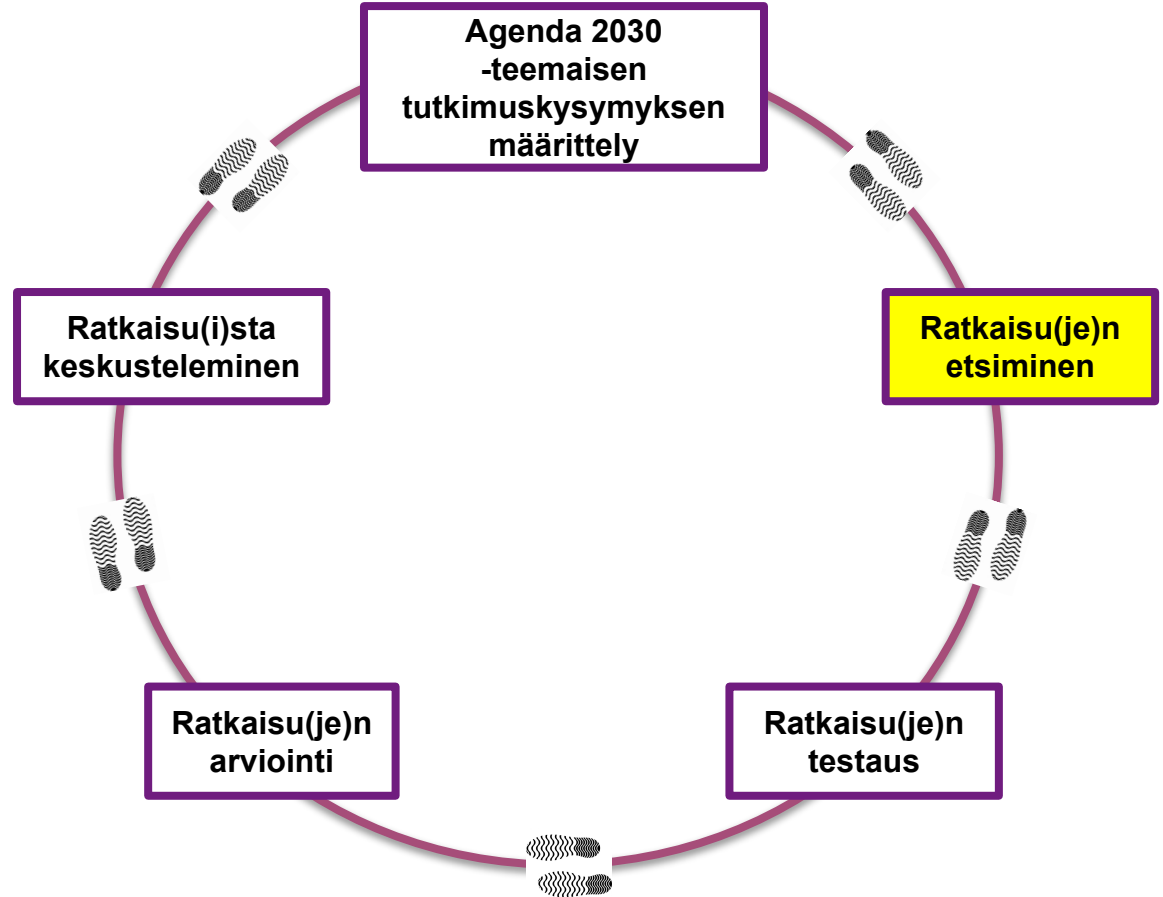 Agenda 2030
-teemaisen
tutkimuskysymyksen
määrittely
Ratkaisu(je)n
etsiminen
Ratkaisu(je)n
testaus
Ratkaisu(je)n
arviointi
Ratkaisu(i)sta
keskusteleminen